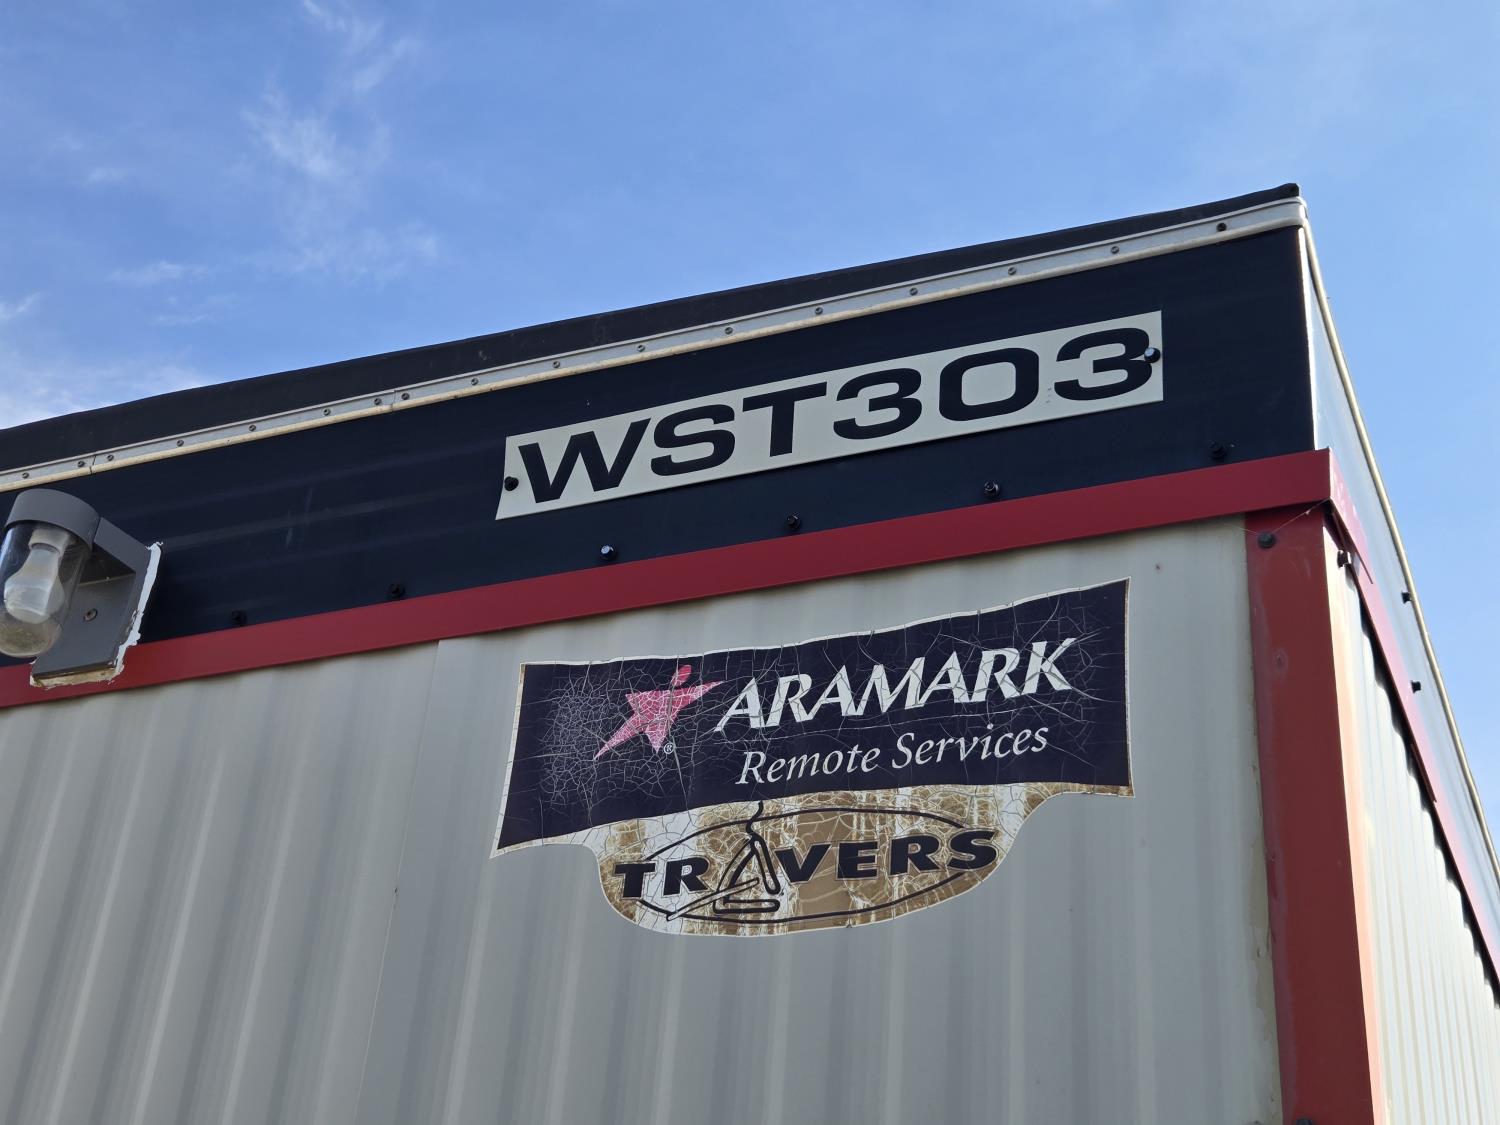 WST303
ARAMARK
®
Remote Services
TRAVERS